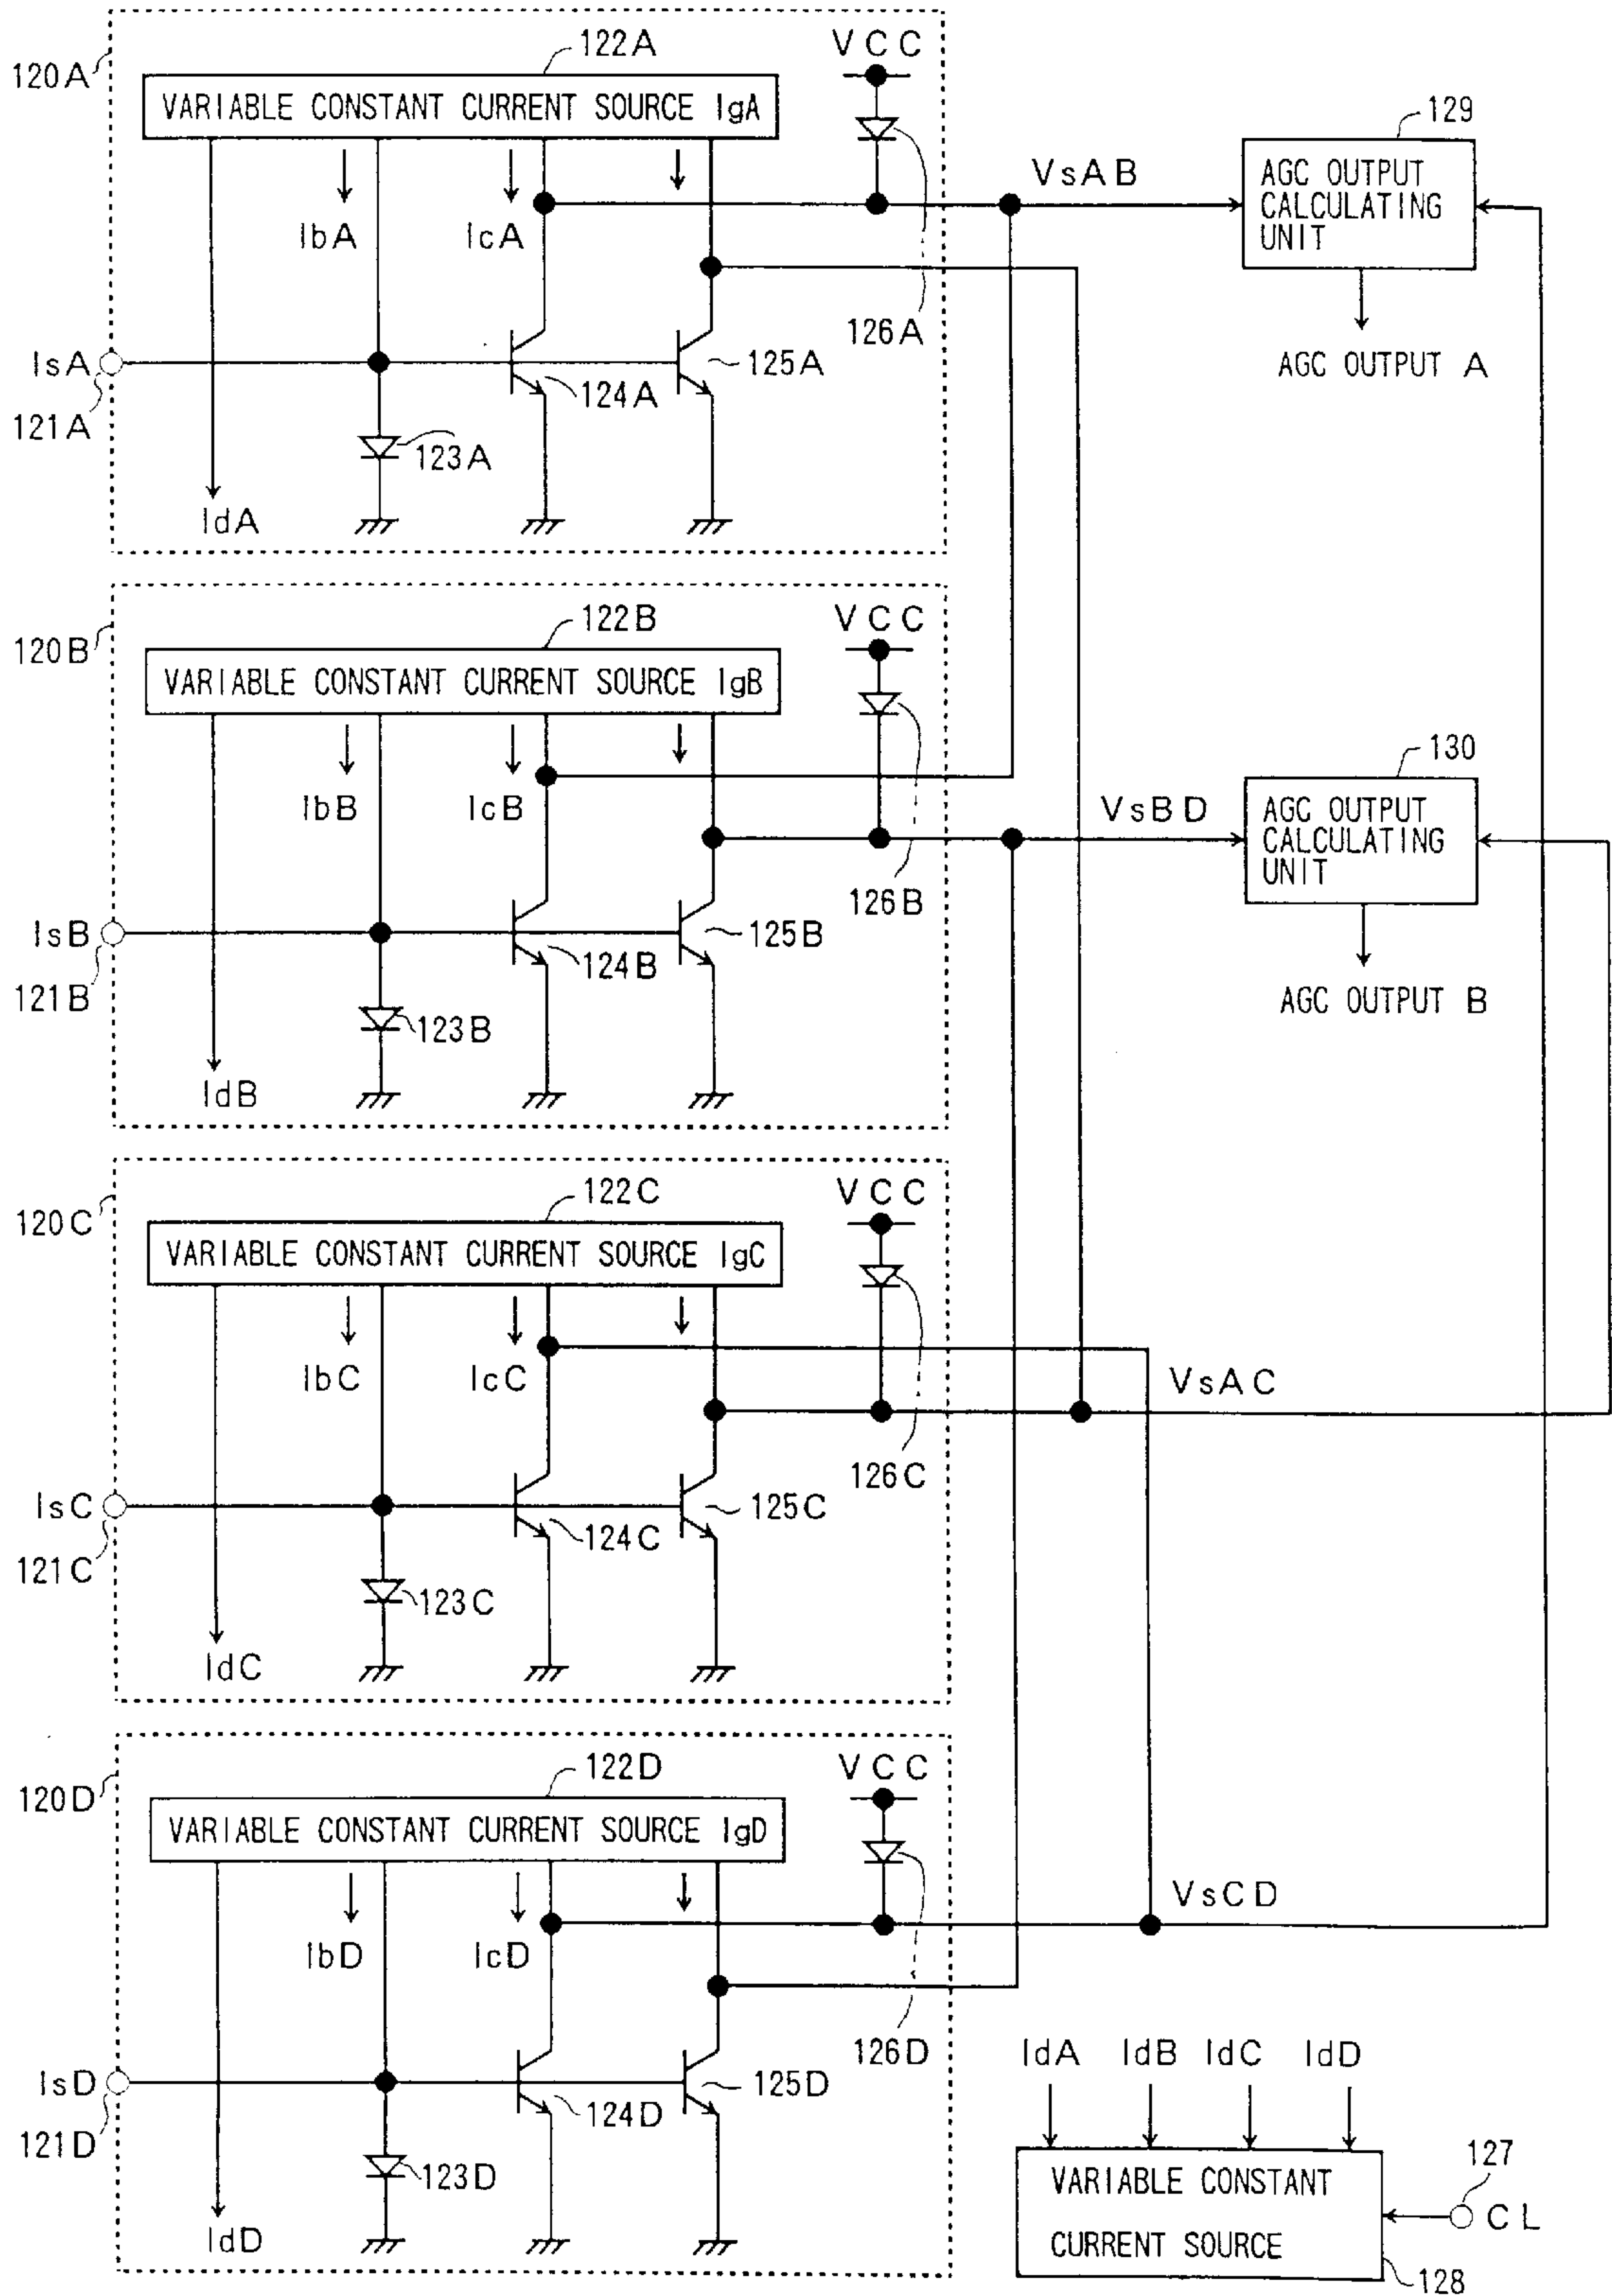 120A
122A
VCC
VARIABLE CONSTANT CURRENT SOURCE IgA
129
AGC OUTPUT
CALCULATING
UNIT
VsAB
IbA
IcA
126A
IsA
125A
AGC OUTPUT A
121A
124A
123A
IdA
120B
122B
VCC
VARIABLE CONSTANT CURRENT SOURCE IgB
130
AGC OUTPUT
CALCULATING
UNIT
IbB
IcB
VsBD
126B
IsB
125B
121B
124B
AGC OUTPUT B
123B
IdB
120C
122C
VCC
VARIABLE CONSTANT CURRENT SOURCE IgC
IbC
IcC
VsAC
126C
IsC
125C
121C
124C
123C
IdC
120D
122D
VCC
VARIABLE CONSTANT CURRENT SOURCE IgD
VsCD
IbD
IcD
126D
IdA IdB IdC IdD
IsD
125D
121D
124D
123D
127
VARIABLE CONSTANT
CURRENT SOURCE
CL
IdD
128